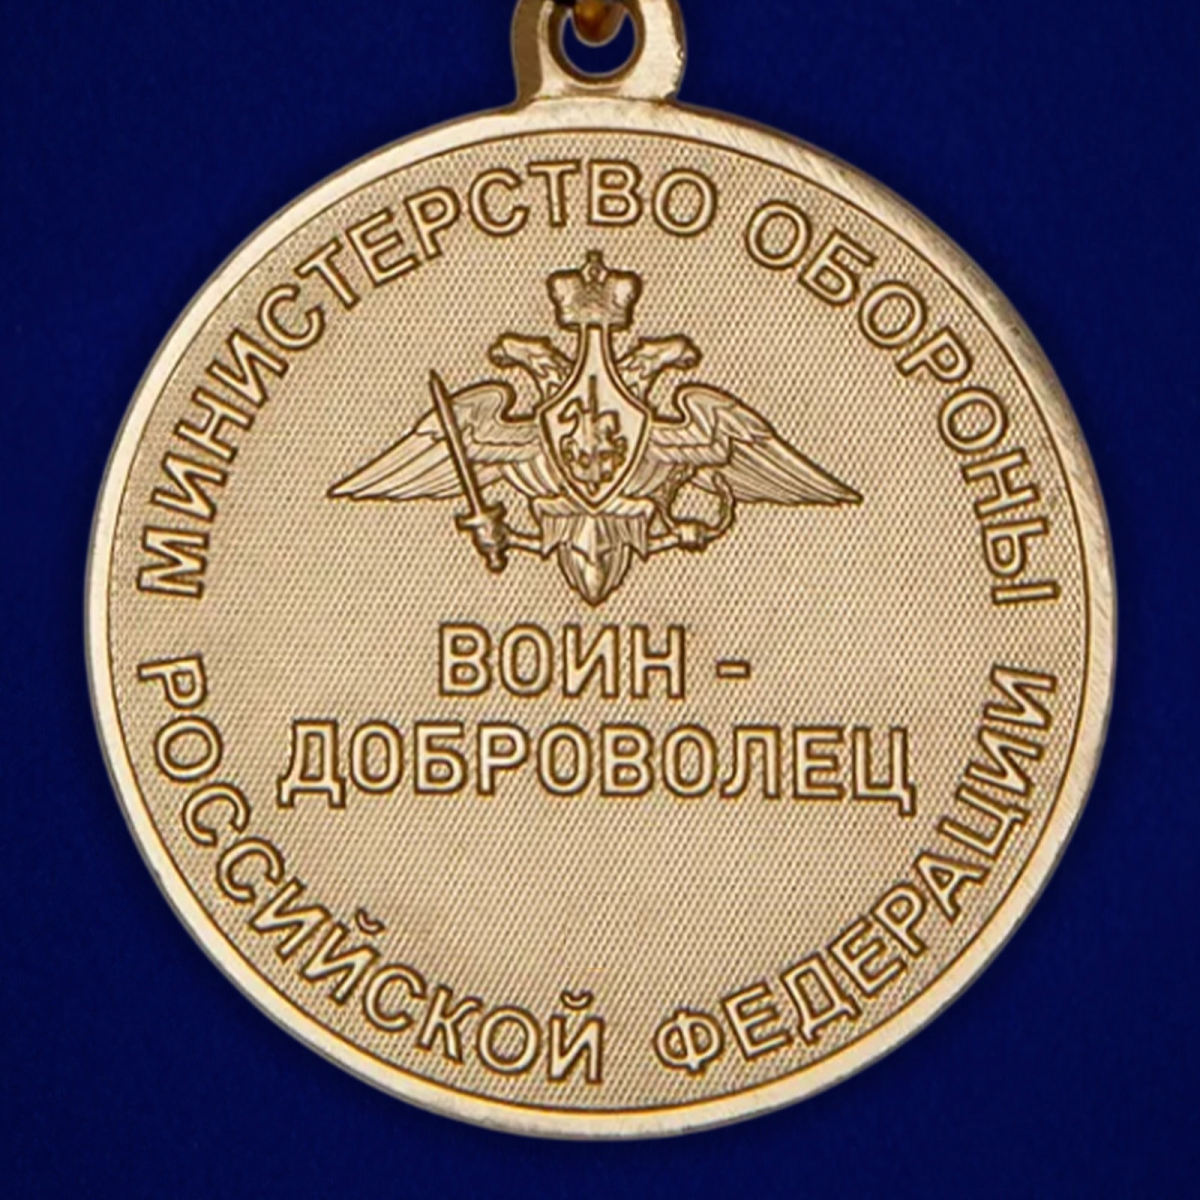 МИНИСТЕРСТВО ОБОРОНЫ
ВОИН -
ДОБРОВОЛЕЦ
РОССИЙСКОЙ ФЕДЕРАЦИИ